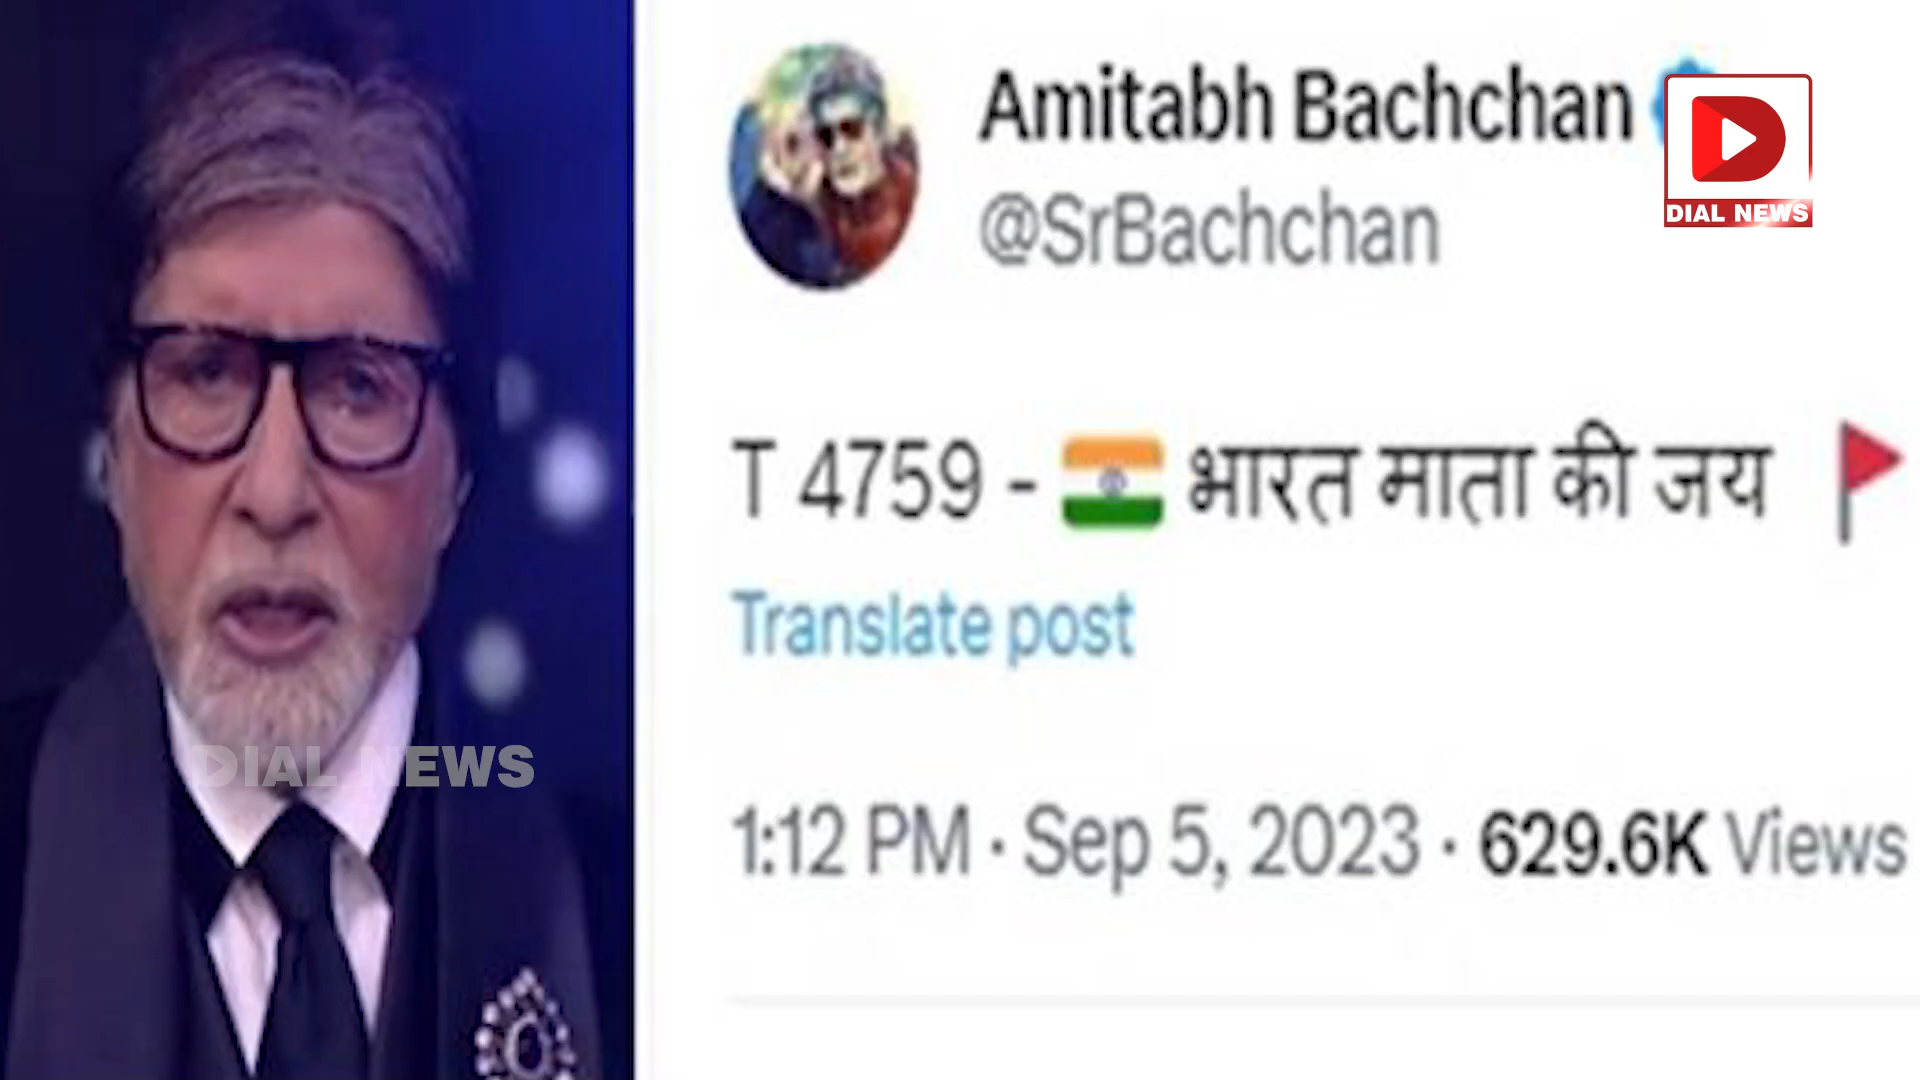 Amitabh Bachchan
@SrBachchan
DIAL NEWS
T 4759 - 🇮🇳 भारत माता की जय 🚩
Translate post
1:12 PM · Sep 5, 2023 · 629.6K Views
DIAL NEWS